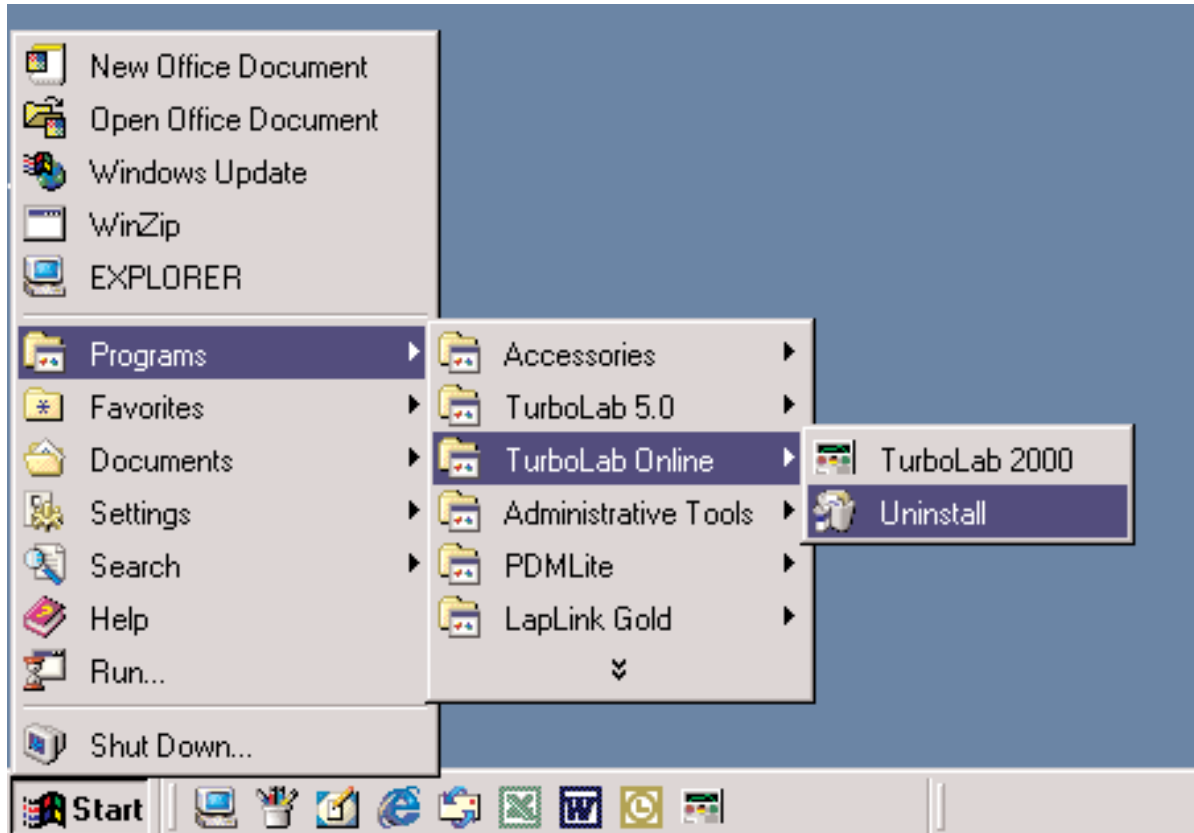 New Office Document
Open Office Document
Windows Update
WinZip
EXPLORER
Programs
Favorites
Documents
Settings
Search
Help
Run...
Shut Down...
Accessories
TurboLab 5.0
TurboLab Online
Administrative Tools
PDMLite
LapLink Gold
TurboLab 2000
Uninstall
Start